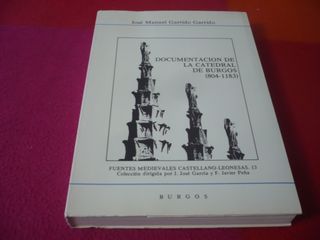 José Manuel Garrido Garrido
DOCUMENTACION DE
LA CATEDRAL
DE BURGOS
(804-1183)
FUENTES MEDIEVALES CASTELLANO-LEONESAS, 13
Colección dirigida por J. José García y F. Javier Peña
BURGOS